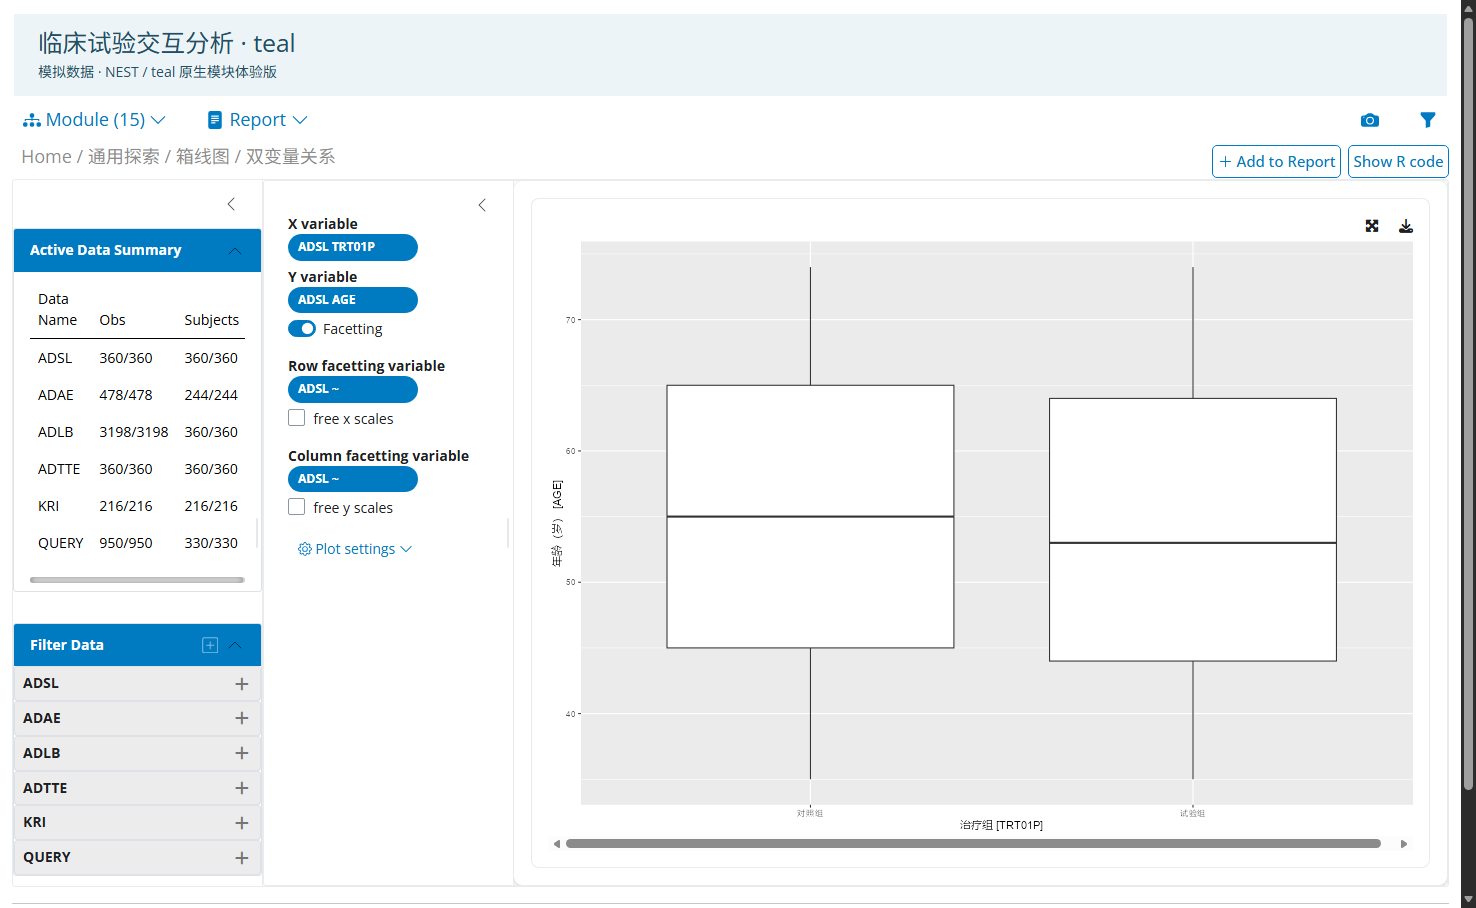 临床试验交互分析 · teal
模拟数据 · NEST / teal 原生模块体验版
Module (15)
Report
Home / 通用探索 / 箱线图 / 双变量关系
+ Add to Report
Show R code
Active Data Summary
Data Name Obs Subjects
ADSL 360/360 360/360
ADAE 478/478 244/244
ADLB 3198/3198 360/360
ADTTE 360/360 360/360
KRI 216/216 216/216
QUERY 950/950 330/330
Filter Data
ADSL
ADAE
ADLB
ADTTE
KRI
QUERY
X variable
ADSL TRT01P
Y variable
ADSL AGE
Facetting
Row facetting variable
ADSL ~
free x scales
Column facetting variable
ADSL ~
free y scales
Plot settings
年龄（岁） [AGE]
70
60
50
40
对照组
试验组
治疗组 [TRT01P]